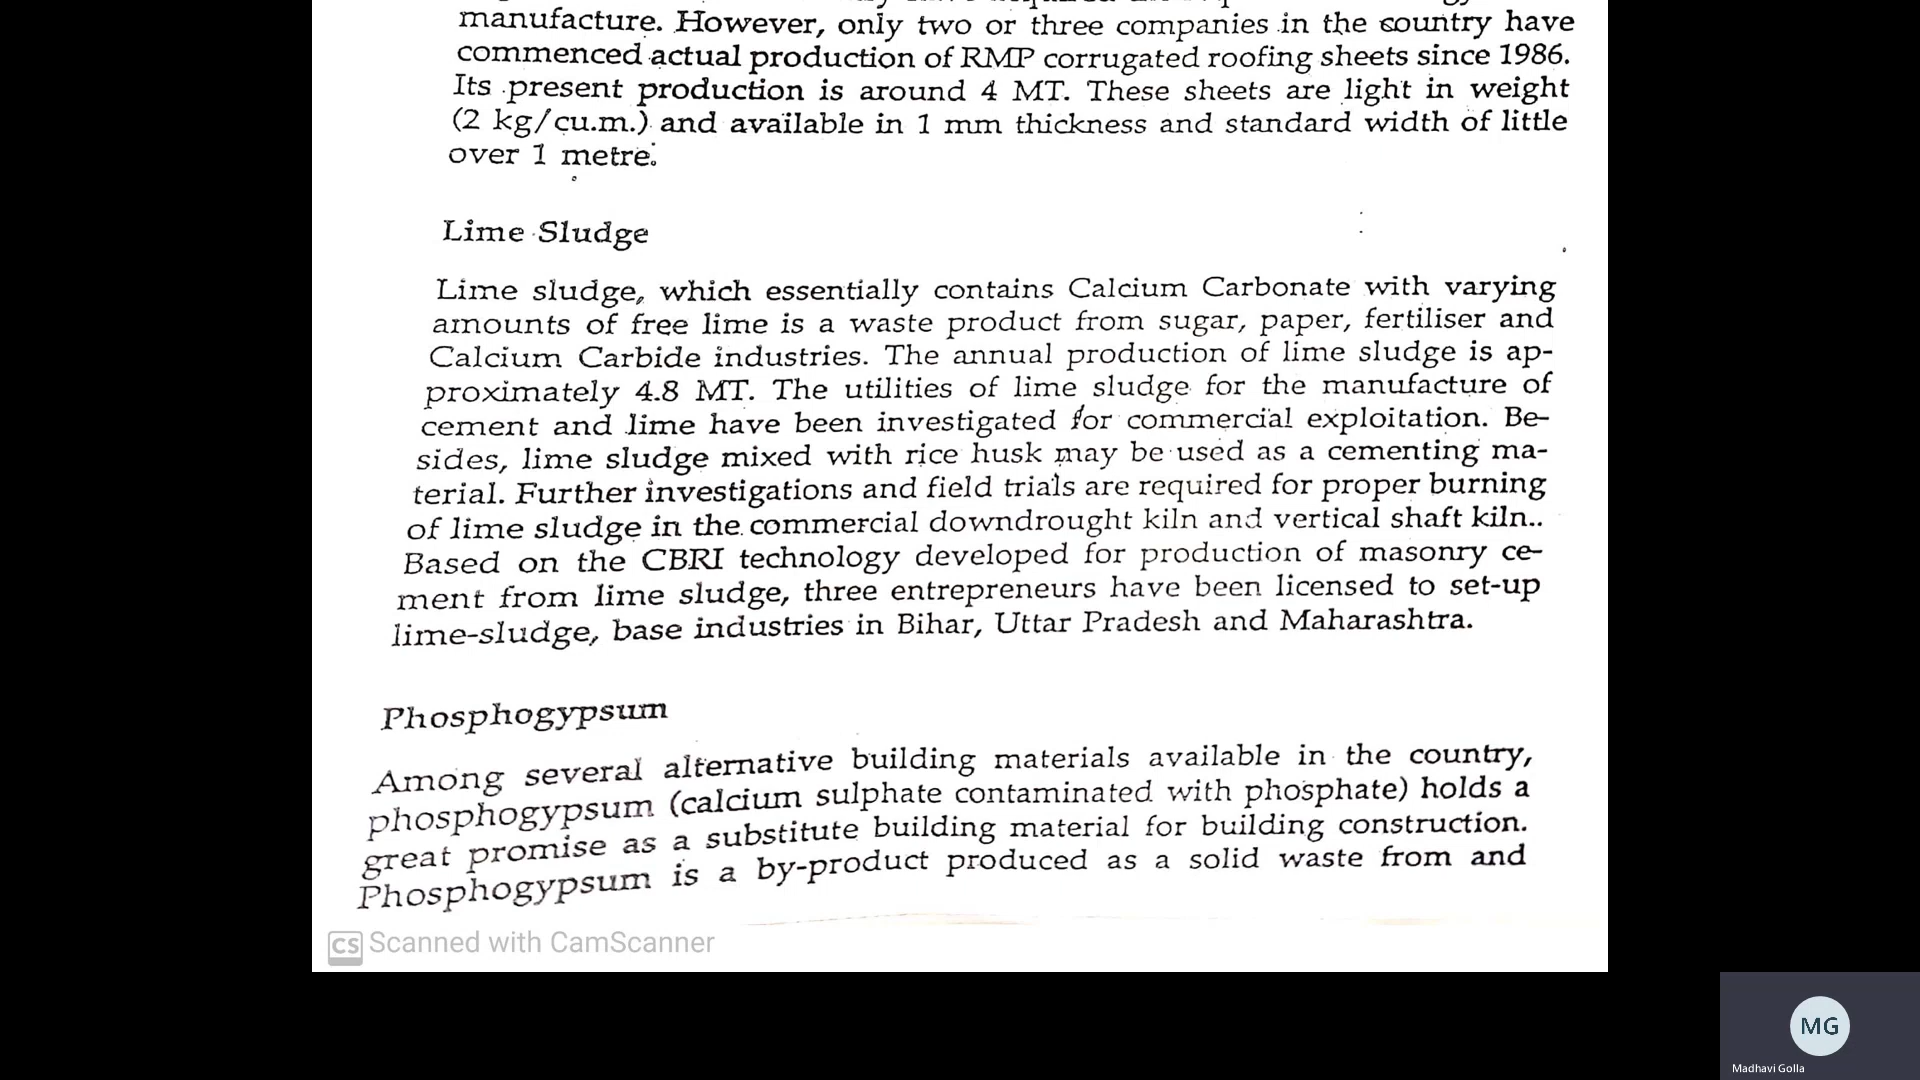 manufacture. However, only two or three companies in the country have
commenced actual production of RMP corrugated roofing sheets since 1986.
Its present production is around 4 MT. These sheets are light in weight
(2 kg/cu.m.) and available in 1 mm thickness and standard width of little
over 1 metre.
Lime Sludge
Lime sludge, which essentially contains Calcium Carbonate with varying
amounts of free lime is a waste product from sugar, paper, fertiliser and
Calcium Carbide industries. The annual production of lime sludge is ap-
proximately 4.8 MT. The utilities of lime sludge for the manufacture of
cement and lime have been investigated for commercial exploitation. Be-
sides, lime sludge mixed with rice husk may be used as a cementing ma-
terial. Further investigations and field trials are required for proper burning
of lime sludge in the commercial downdrought kiln and vertical shaft kiln..
Based on the CBRI technology developed for production of masonry ce-
ment from lime sludge, three entrepreneurs have been licensed to set-up
lime-sludge, base industries in Bihar, Uttar Pradesh and Maharashtra.
Phosphogypsum
Among several alternative building materials available in the country,
phosphogypsum (calcium sulphate contaminated with phosphate) holds a
great promise as a substitute building material for building construction.
Phosphogypsum is a by-product produced as a solid waste from and
CS Scanned with CamScanner
MG
Madhavi Golla